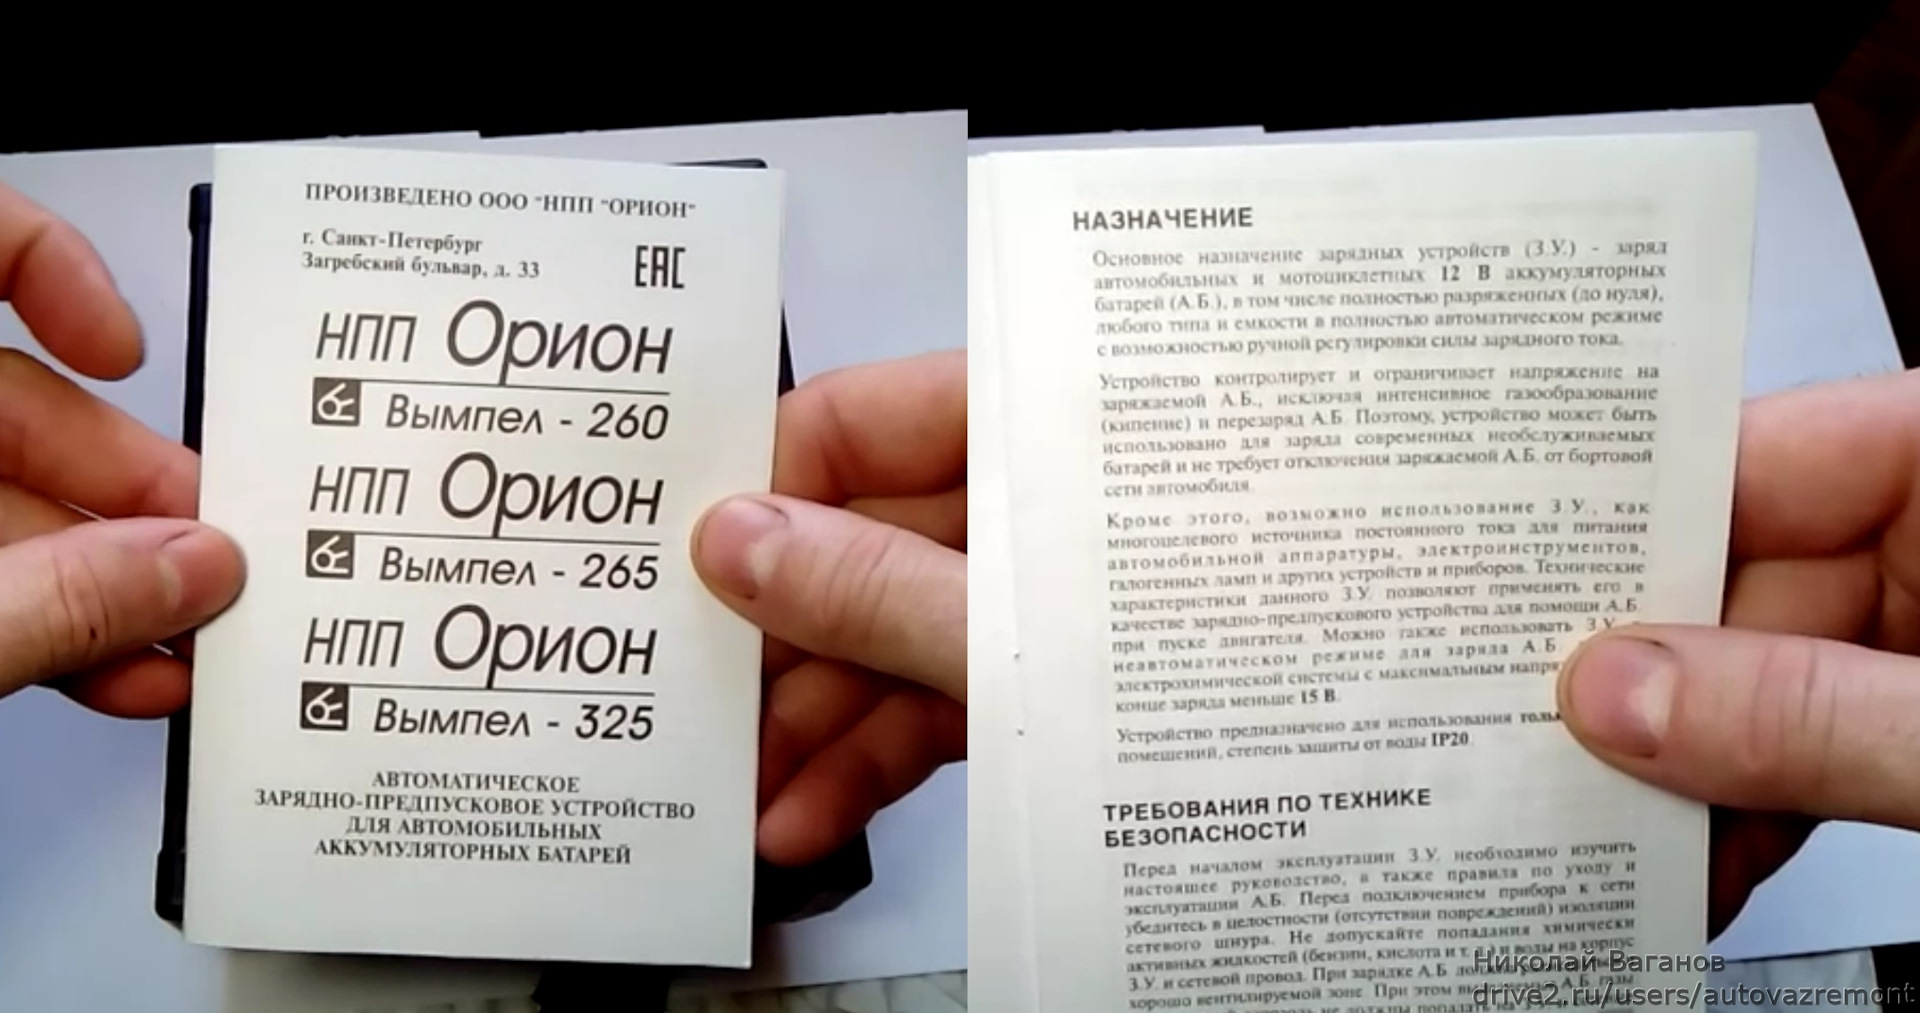 ПРОИЗВЕДЕНО ООО "НПП "ОРИОН"
г. Санкт-Петербург
Загребский бульвар, д. 33
ЕАС
НПП Орион
Вымпел - 260
НПП Орион
Вымпел - 265
НПП Орион
Вымпел - 325
АВТОМАТИЧЕСКОЕ
ЗАРЯДНО-ПРЕДПУСКОВОЕ УСТРОЙСТВО
ДЛЯ АВТОМОБИЛЬНЫХ
АККУМУЛЯТОРНЫХ БАТАРЕЙ
НАЗНАЧЕНИЕ
Основное назначение зарядных устройств (З.У.) - заряд
автомобильных и мотоциклетных 12 В аккумуляторных
батарей (А.Б.), в том числе полностью разряженных (до нуля),
любого типа и емкости в полностью автоматическом режиме
с возможностью ручной регулировки силы зарядного тока.
Устройство контролирует и ограничивает напряжение на
заряжаемой А.Б., исключая интенсивное газообразование
(кипение) и перезаряд А.Б. Поэтому, устройство может быть
использовано для заряда современных необслуживаемых
батарей и не требует отключения заряжаемой А.Б. от бортовой
сети автомобиля.
Кроме этого, возможно использование З.У., как
многоцелевого источника постоянного тока для питания
автомобильной аппаратуры, электроинструментов,
галогенных ламп и других устройств и приборов. Технические
характеристики данного З.У. позволяют применять его в
качестве зарядно-предпускового устройства для помощи А.Б.
при пуске двигателя. Можно также использовать З.У.
неавтоматическом режиме для заряда А.Б.
электрохимической системы с максимальным
конце заряда меньше 15 В.
Устройство предназначено для использования
помещений, степень защиты от воды IP20.
ТРЕБОВАНИЯ ПО ТЕХНИКЕ
БЕЗОПАСНОСТИ
Перед началом эксплуатации З.У. необходимо изучить
настоящее руководство, а также правила по уходу и
эксплуатации А.Б. Перед подключением прибора к сети
убедитесь в целостности (отсутствии повреждений) изоляции
сетевого шнура. Не допускайте попадания химически
активных жидкостей (бензин, кислота и т. и воды на корпус
З.У. и сетевой провод. При зарядке А.Б.
хорошо вентилируемой зоне. При этом
Николай Ваганов
drive2.ru/users/autovazremont